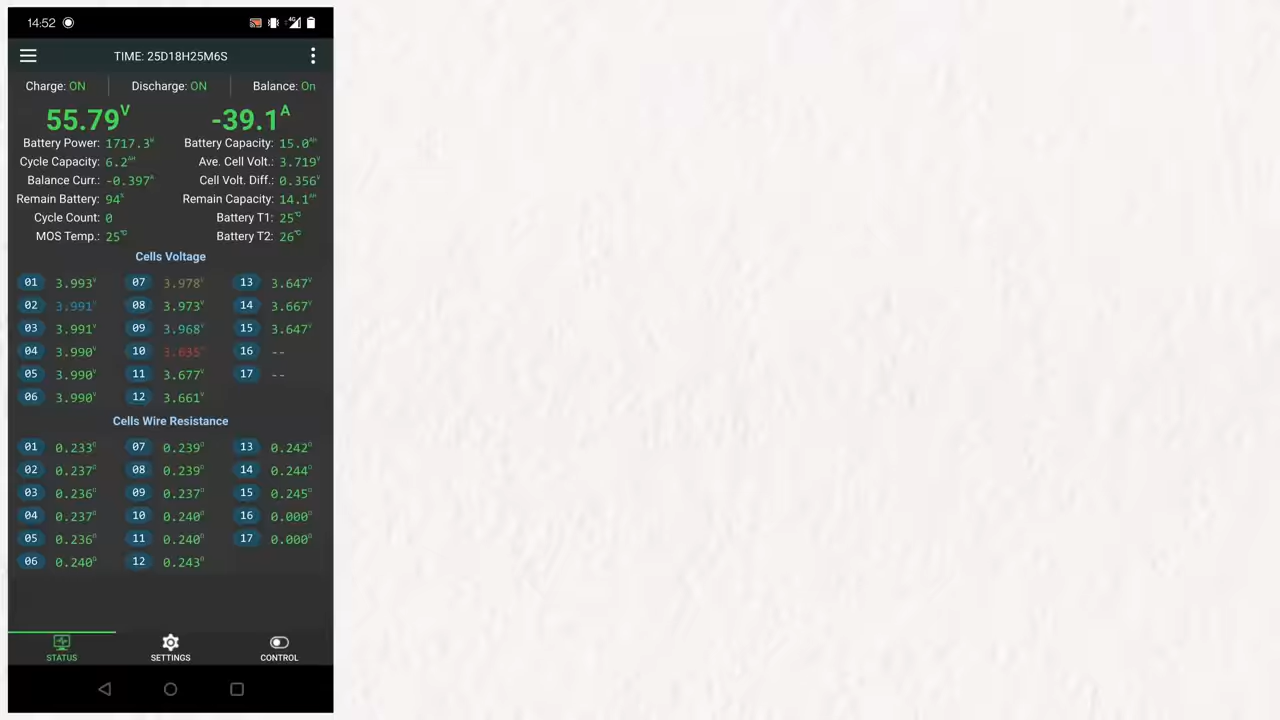 14:52
4G
TIME: 25D18H25M6S
Charge: ON Discharge: ON Balance: On
55.79V -39.1A
Battery Power: 1717.3W Battery Capacity: 15.0AH
Cycle Capacity: 6.2AH Ave. Cell Volt.: 3.719V
Balance Curr.: -0.397A Cell Volt. Diff.: 0.356V
Remain Battery: 94% Remain Capacity: 14.1AH
Cycle Count: 0 Battery T1: 25℃
MOS Temp.: 25℃ Battery T2: 26℃
Cells Voltage
01 3.993V 07 3.978V 13 3.647V
02 3.991V 08 3.973V 14 3.667V
03 3.991V 09 3.968V 15 3.647V
04 3.990V 10 3.635V 16 --
05 3.990V 11 3.677V 17 --
06 3.990V 12 3.661V
Cells Wire Resistance
01 0.233Ω 07 0.239Ω 13 0.242Ω
02 0.237Ω 08 0.239Ω 14 0.244Ω
03 0.236Ω 09 0.237Ω 15 0.245Ω
04 0.237Ω 10 0.240Ω 16 0.000Ω
05 0.236Ω 11 0.240Ω 17 0.000Ω
06 0.240Ω 12 0.243Ω
STATUS SETTINGS CONTROL